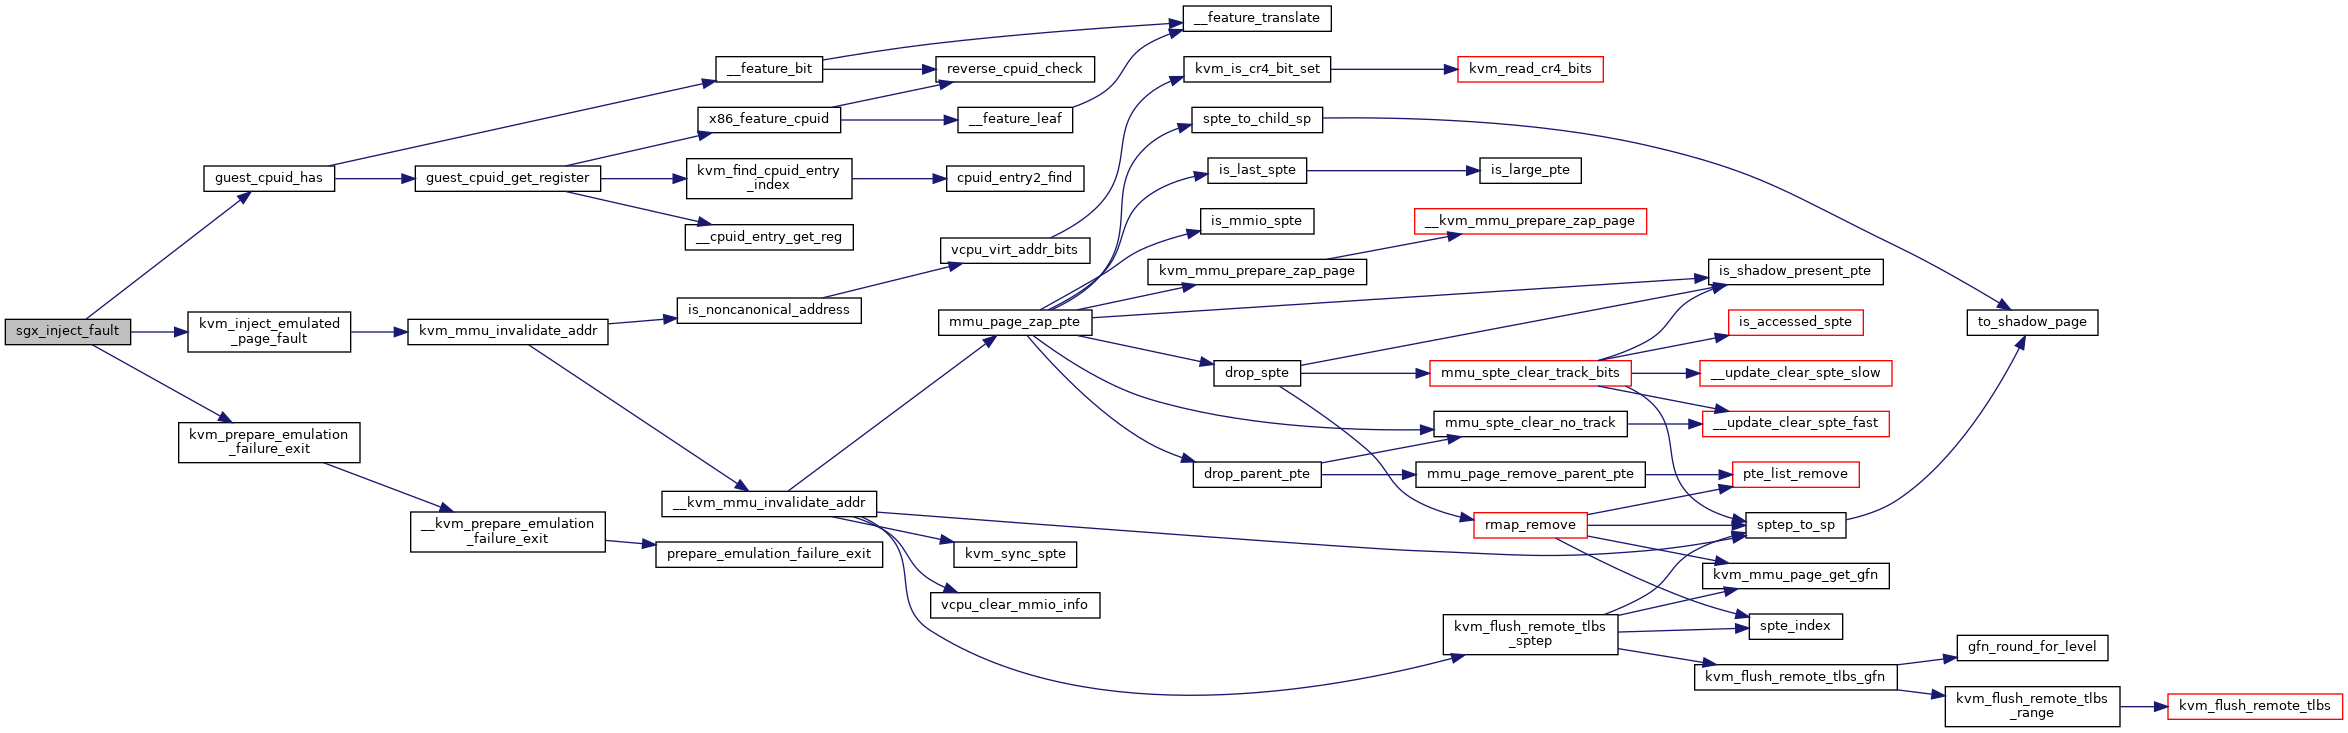 sgx_inject_fault
guest_cpuid_has
kvm_inject_emulated
_page_fault
kvm_prepare_emulation
_failure_exit
guest_cpuid_get_register
kvm_mmu_invalidate_addr
__kvm_prepare_emulation
_failure_exit
__feature_bit
x86_feature_cpuid
kvm_find_cpuid_entry
_index
__cpuid_entry_get_reg
is_noncanonical_address
__kvm_mmu_invalidate_addr
prepare_emulation_failure_exit
reverse_cpuid_check
__feature_leaf
cpuid_entry2_find
vcpu_virt_addr_bits
mmu_page_zap_pte
kvm_sync_spte
vcpu_clear_mmio_info
__feature_translate
kvm_is_cr4_bit_set
spte_to_child_sp
is_last_spte
is_mmio_spte
kvm_mmu_prepare_zap_page
drop_spte
drop_parent_pte
kvm_read_cr4_bits
is_large_pte
__kvm_mmu_prepare_zap_page
mmu_spte_clear_track_bits
mmu_spte_clear_no_track
mmu_page_remove_parent_pte
rmap_remove
kvm_flush_remote_tlbs
_sptep
is_shadow_present_pte
is_accessed_spte
__update_clear_spte_slow
__update_clear_spte_fast
pte_list_remove
sptep_to_sp
kvm_mmu_page_get_gfn
spte_index
kvm_flush_remote_tlbs_gfn
to_shadow_page
gfn_round_for_level
kvm_flush_remote_tlbs
_range
kvm_flush_remote_tlbs